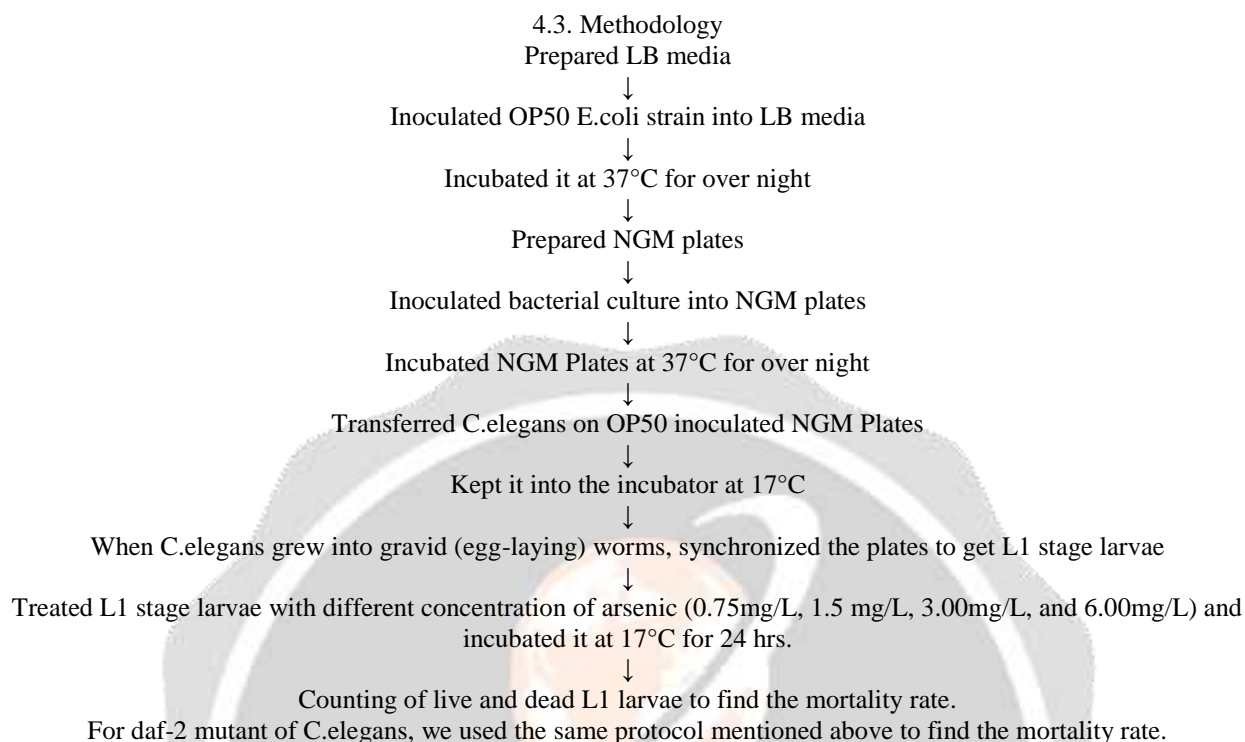 4.3. Methodology
Prepared LB media
↓
Inoculated OP50 E.coli strain into LB media
↓
Incubated it at 37°C for over night
↓
Prepared NGM plates
↓
Inoculated bacterial culture into NGM plates
↓
Incubated NGM Plates at 37°C for over night
↓
Transferred C.elegans on OP50 inoculated NGM Plates
↓
Kept it into the incubator at 17°C
↓
When C.elegans grew into gravid (egg-laying) worms, synchronized the plates to get L1 stage larvae
↓
Treated L1 stage larvae with different concentration of arsenic (0.75mg/L, 1.5 mg/L, 3.00mg/L, and 6.00mg/L) and
incubated it at 17°C for 24 hrs.
↓
Counting of live and dead L1 larvae to find the mortality rate.
For daf-2 mutant of C.elegans, we used the same protocol mentioned above to find the mortality rate.